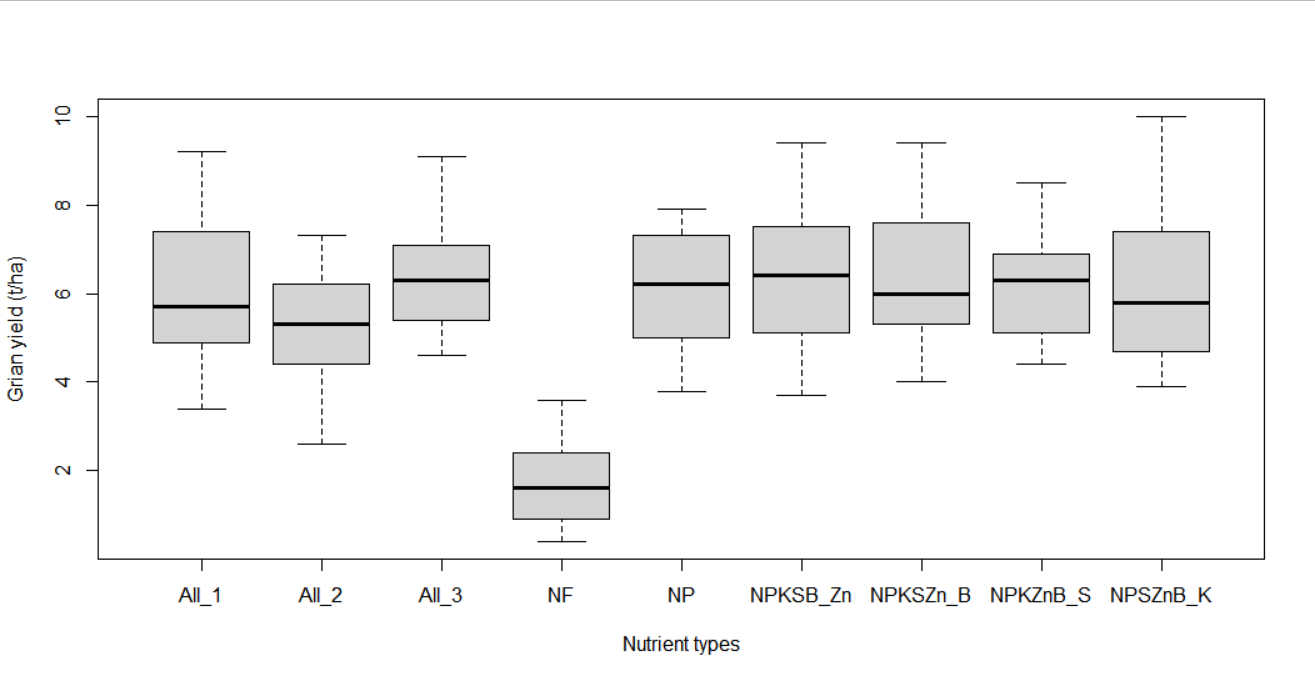 10
8
6
4
2
Grian yield (t/ha)
All_1 All_2 All_3 NF NP NPKSB_Zn NPKSZn_B NPKZnB_S NPSZnB_K
Nutrient types